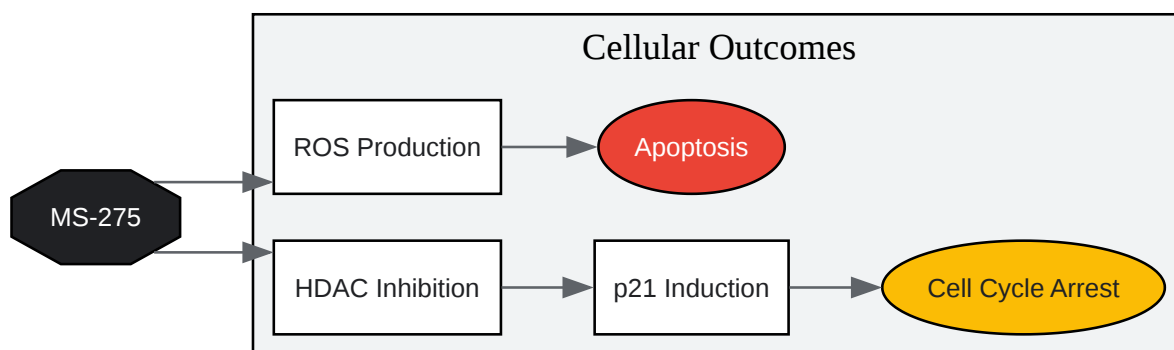 Cellular Outcomes
ROS Production
Apoptosis
MS-275
HDAC Inhibition
p21 Induction
Cell Cycle Arrest